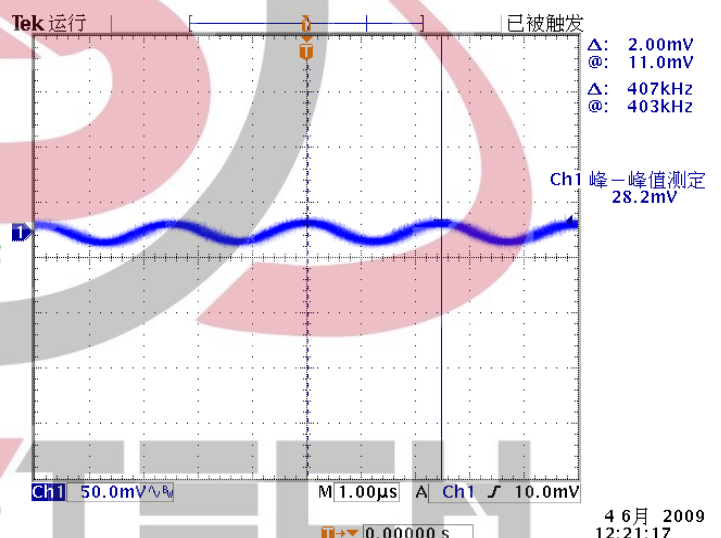 Tek 运行
已被触发
T
Δ: 2.00mV
@: 11.0mV
Δ: 407kHz
@: 403kHz
Ch1 峰－峰值测定
28.2mV
1
Ch1 50.0mV∿BW M 1.00µs A Ch1 ƒ 10.0mV
T→▼ 0.00000 s
4 6月 2009
12:21:17
TECH